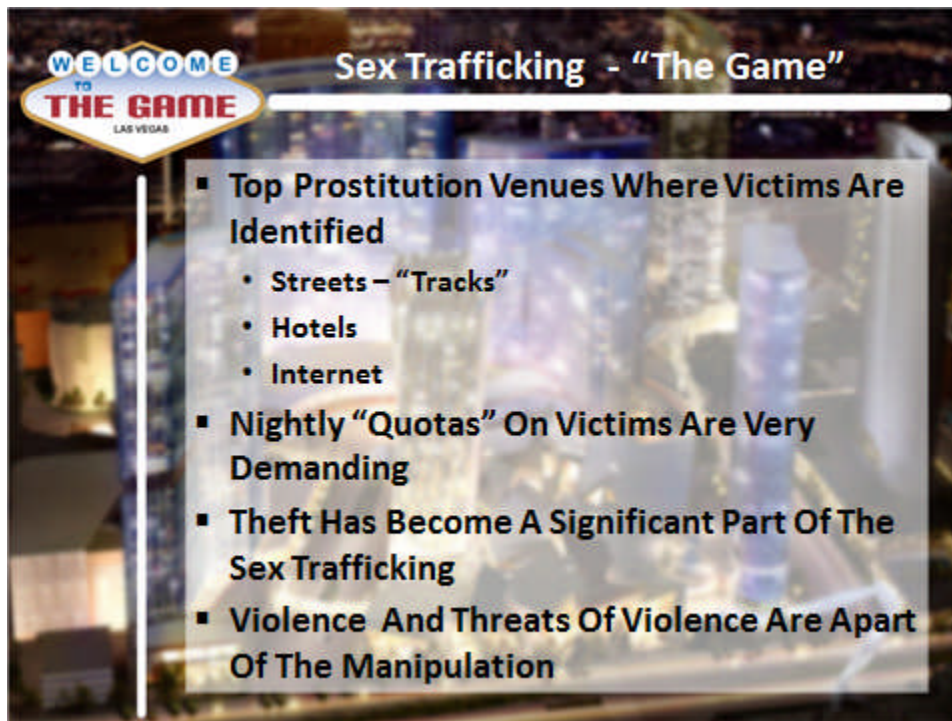 WELCOME
TO
THE GAME
LAS VEGAS
Sex Trafficking - “The Game”
▪ Top Prostitution Venues Where Victims Are
Identified
• Streets – “Tracks”
• Hotels
• Internet
▪ Nightly “Quotas” On Victims Are Very
Demanding
▪ Theft Has Become A Significant Part Of The
Sex Trafficking
▪ Violence And Threats Of Violence Are Apart
Of The Manipulation